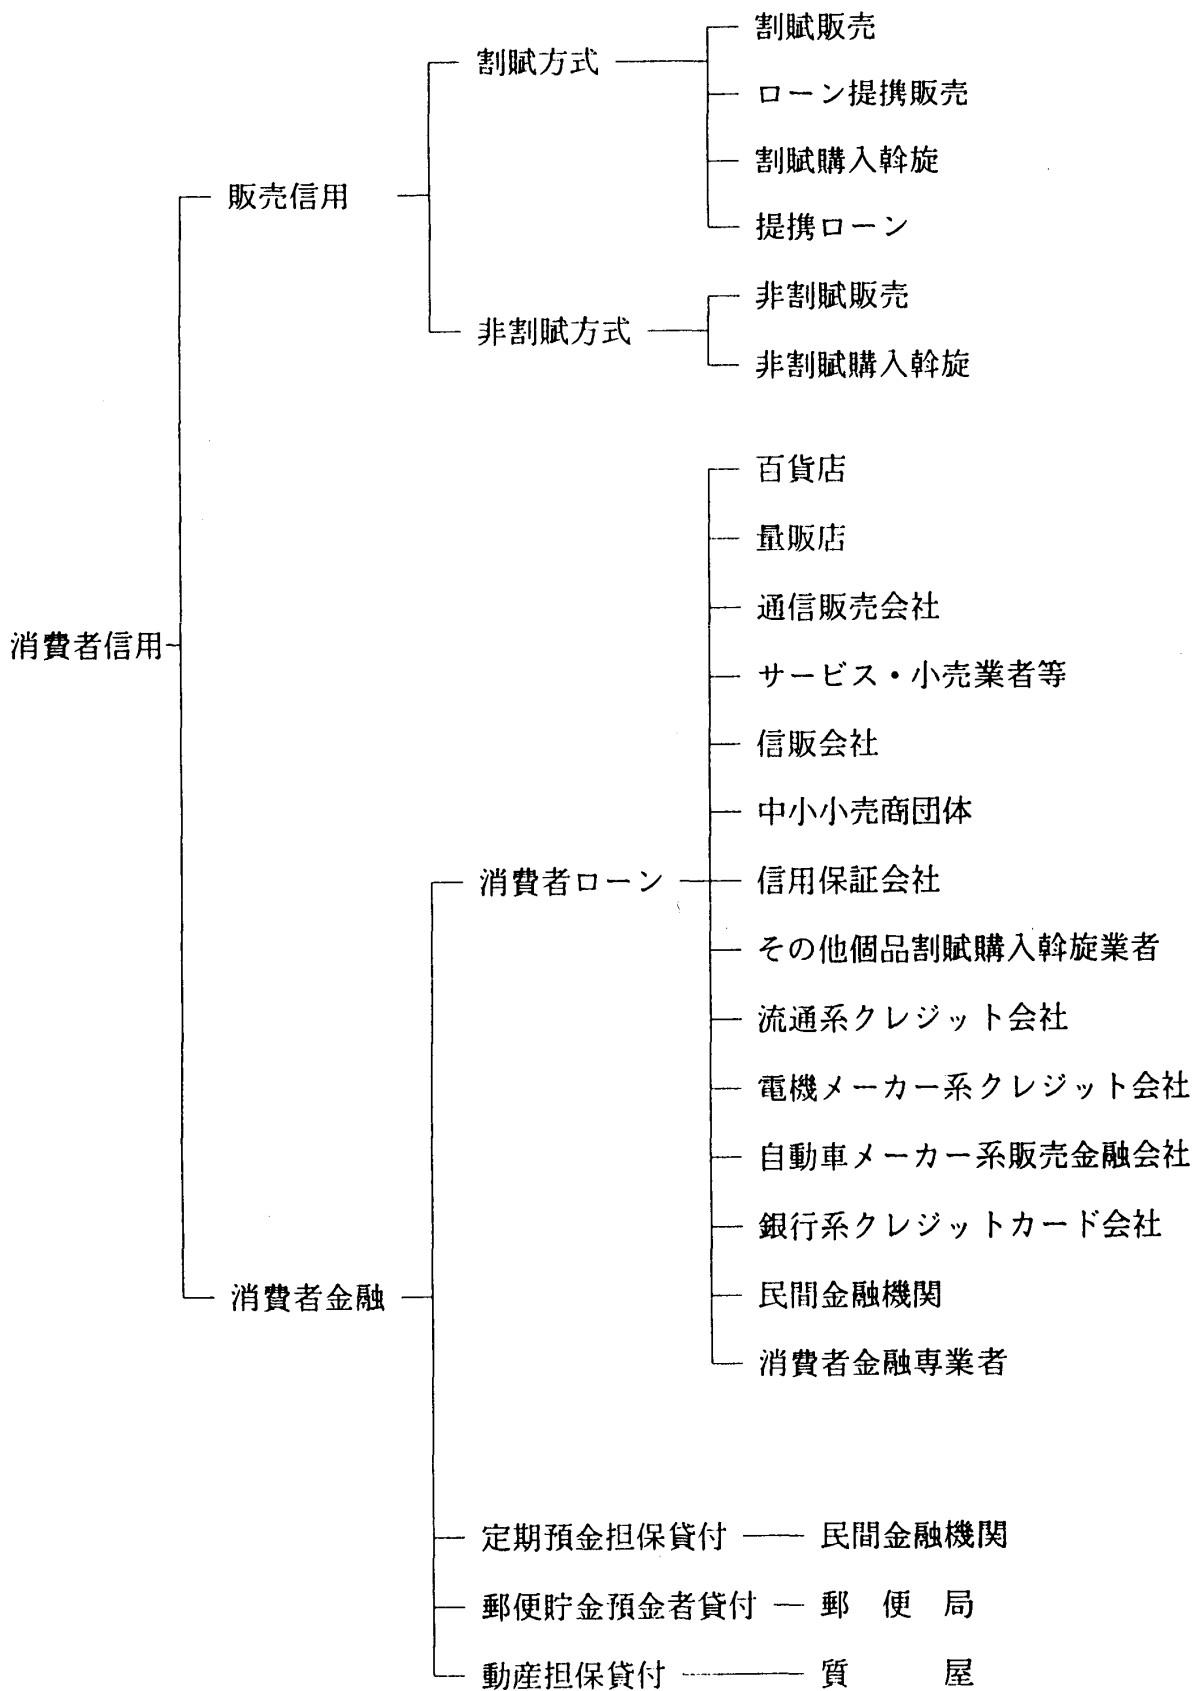 消費者信用
販売信用
割賦方式
割賦販売
ローン提携販売
割賦購入斡旋
提携ローン
非割賦方式
非割賦販売
非割賦購入斡旋
消費者金融
消費者ローン
百貨店
量販店
通信販売会社
サービス・小売業者等
信販会社
中小小売商団体
信用保証会社
その他個品割賦購入斡旋業者
流通系クレジット会社
電機メーカー系クレジット会社
自動車メーカー系販売金融会社
銀行系クレジットカード会社
民間金融機関
消費者金融専業者
定期預金担保貸付 民間金融機関
郵便貯金預金者貸付 郵便局
動産担保貸付 質屋